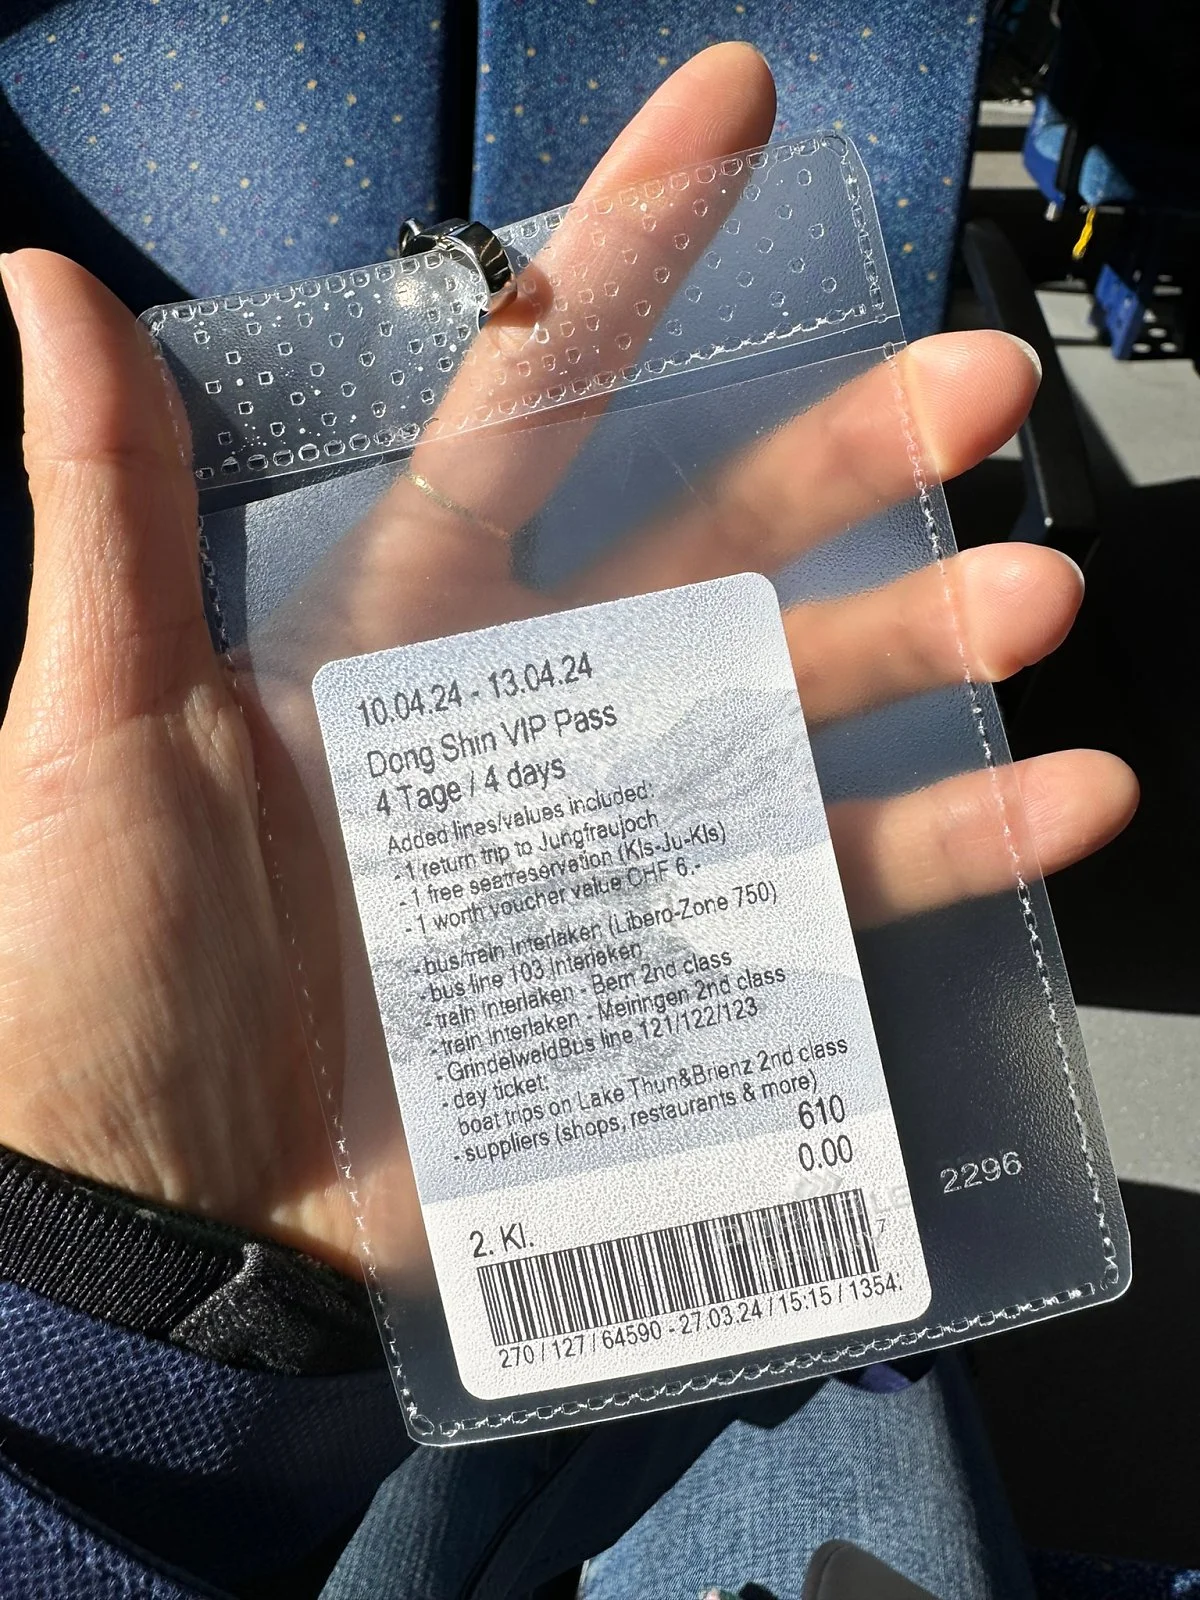 10.04.24 - 13.04.24
Dong Shin VIP Pass
4 Tage / 4 days
Added lines/values included:
- 1 return trip to Jungfraujoch
- 1 free seatreservation (Kls-Ju-Kls)
- 1 worth voucher value CHF 6.-
- bus/train Interlaken (Libero-Zone 750)
- bus line 103 Interlaken
- train Interlaken - Bern 2nd class
- train Interlaken - Meiringen 2nd class
- GrindelwaldBus line 121/122/123
- day ticket:
boat trips on Lake Thun&Brienz 2nd class
- suppliers (shops, restaurants & more)
610
0.00
2296
2. Kl.
7
270 / 127 / 64590 - 27.03.24 / 15:15 / 1354: